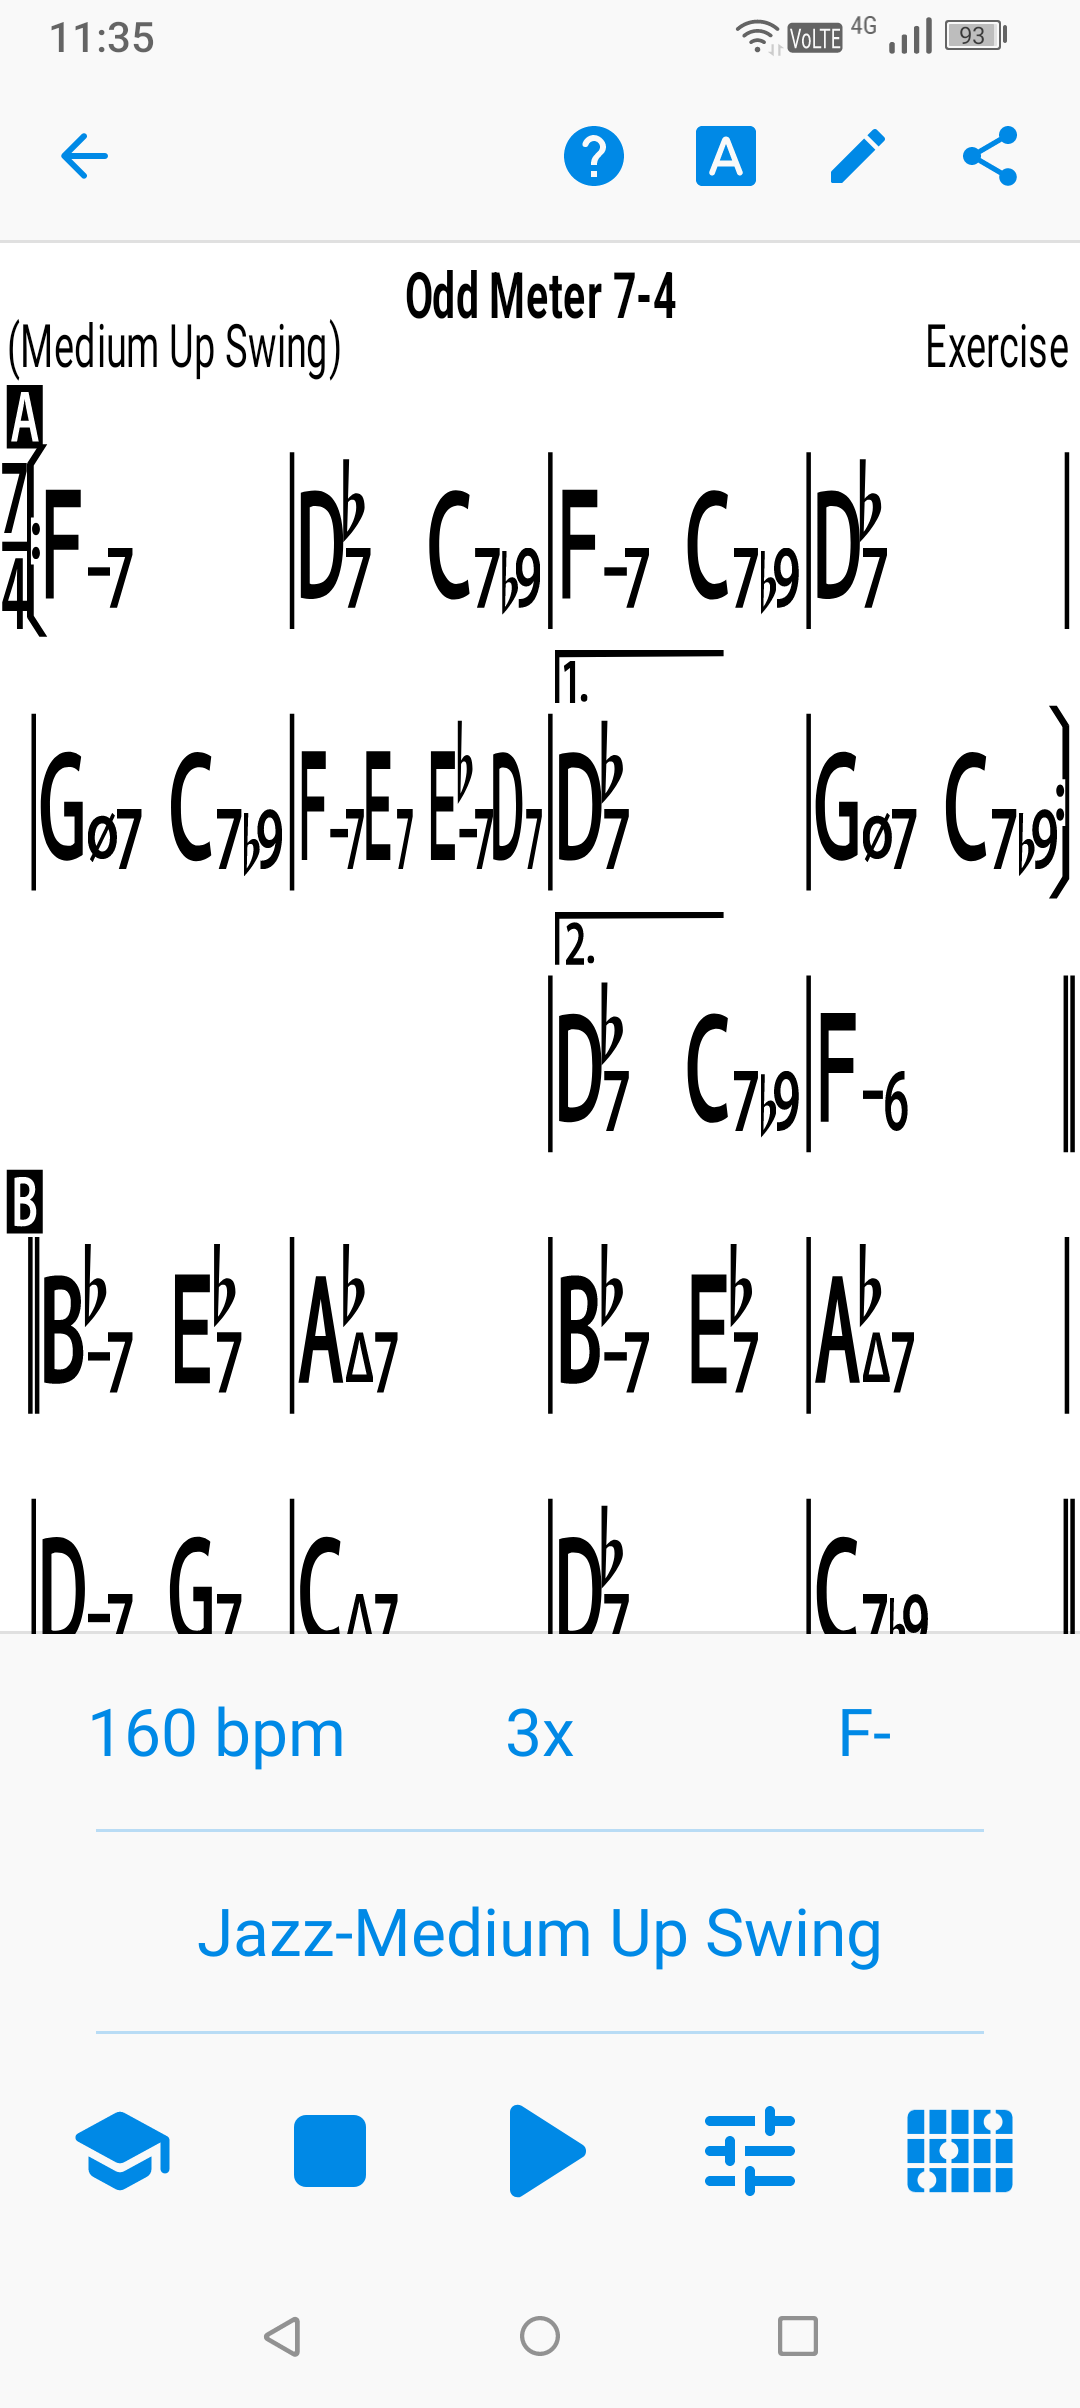 11:35 VoLTE 4G 93
A
Odd Meter 7-4
(Medium Up Swing) Exercise
A
7/4 F-7 D♭7 C7♭9 F-7 C7♭9 D♭7
1.
Gø7 C7♭9 F-7 E7 E♭-7 D7 D♭7 Gø7 C7♭9
2.
D♭7 C7♭9 F-6
B
B♭-7 E♭7 A♭Δ7 B♭-7 E♭7 A♭Δ7
D-7 G7 CΔ7 D♭7 C7♭9
160 bpm 3x F-
Jazz-Medium Up Swing